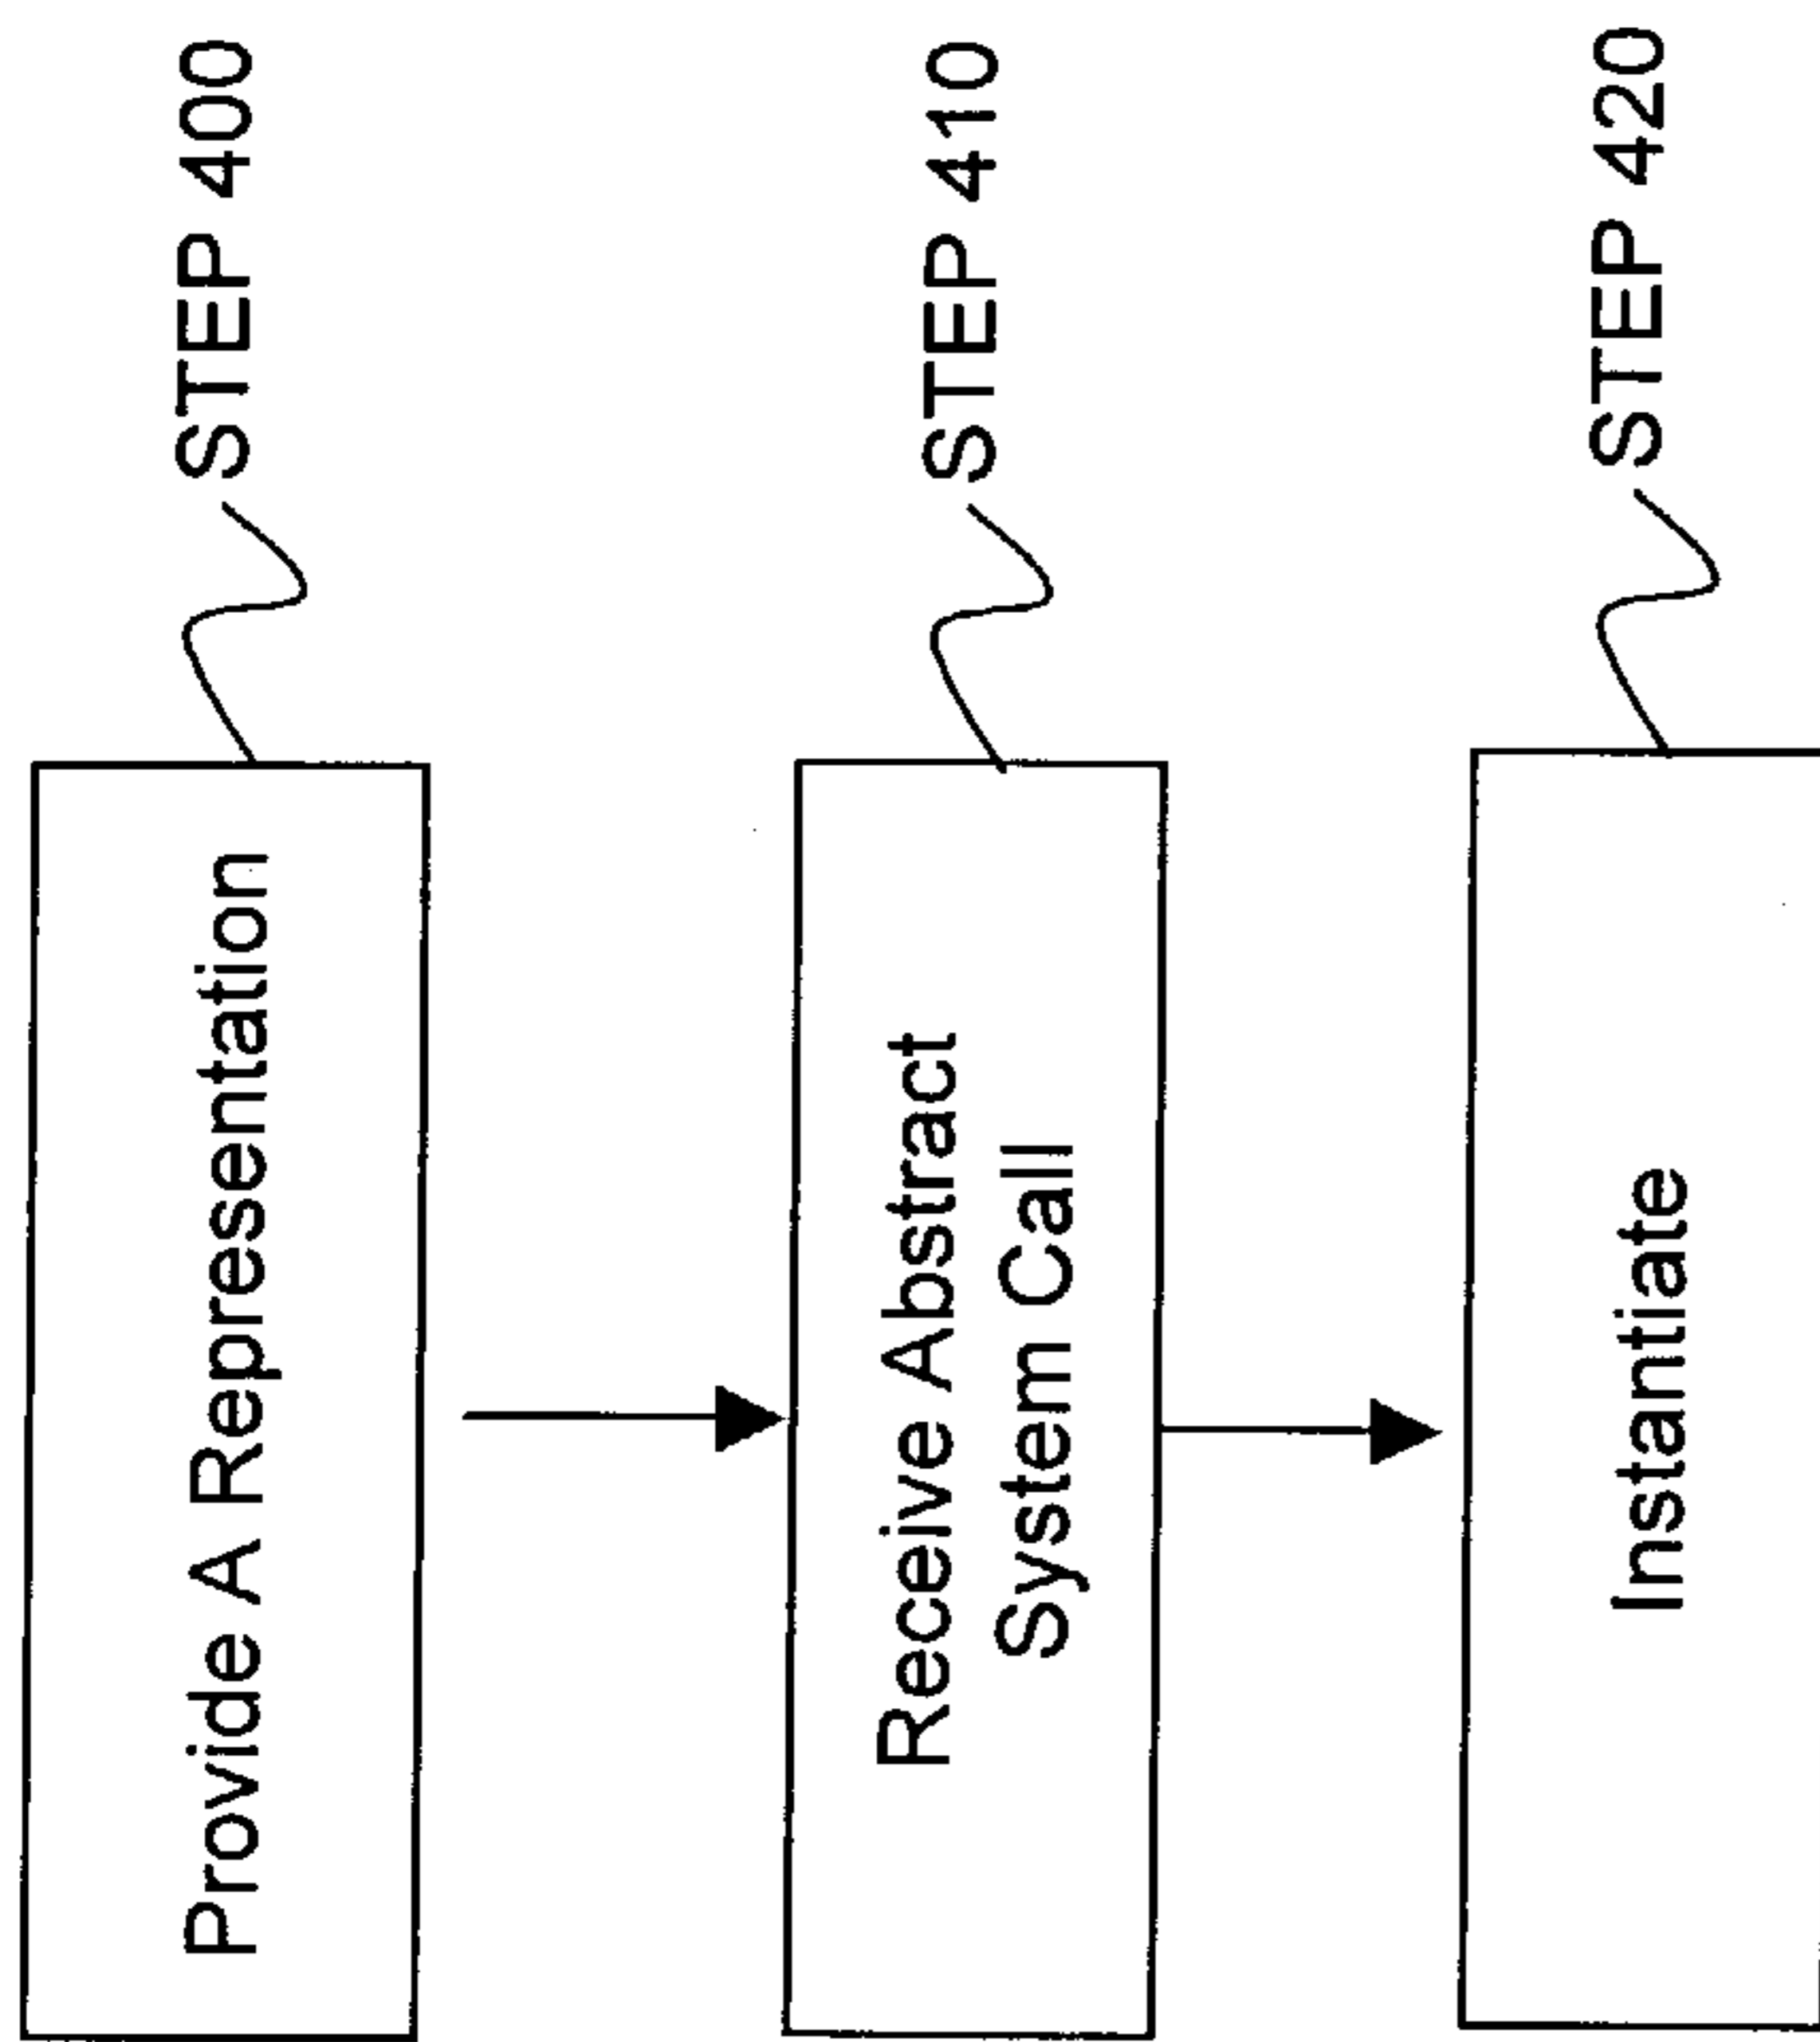 Provide A Representation
STEP 400
Receive Abstract
System Call
STEP 410
Instantiate
STEP 420